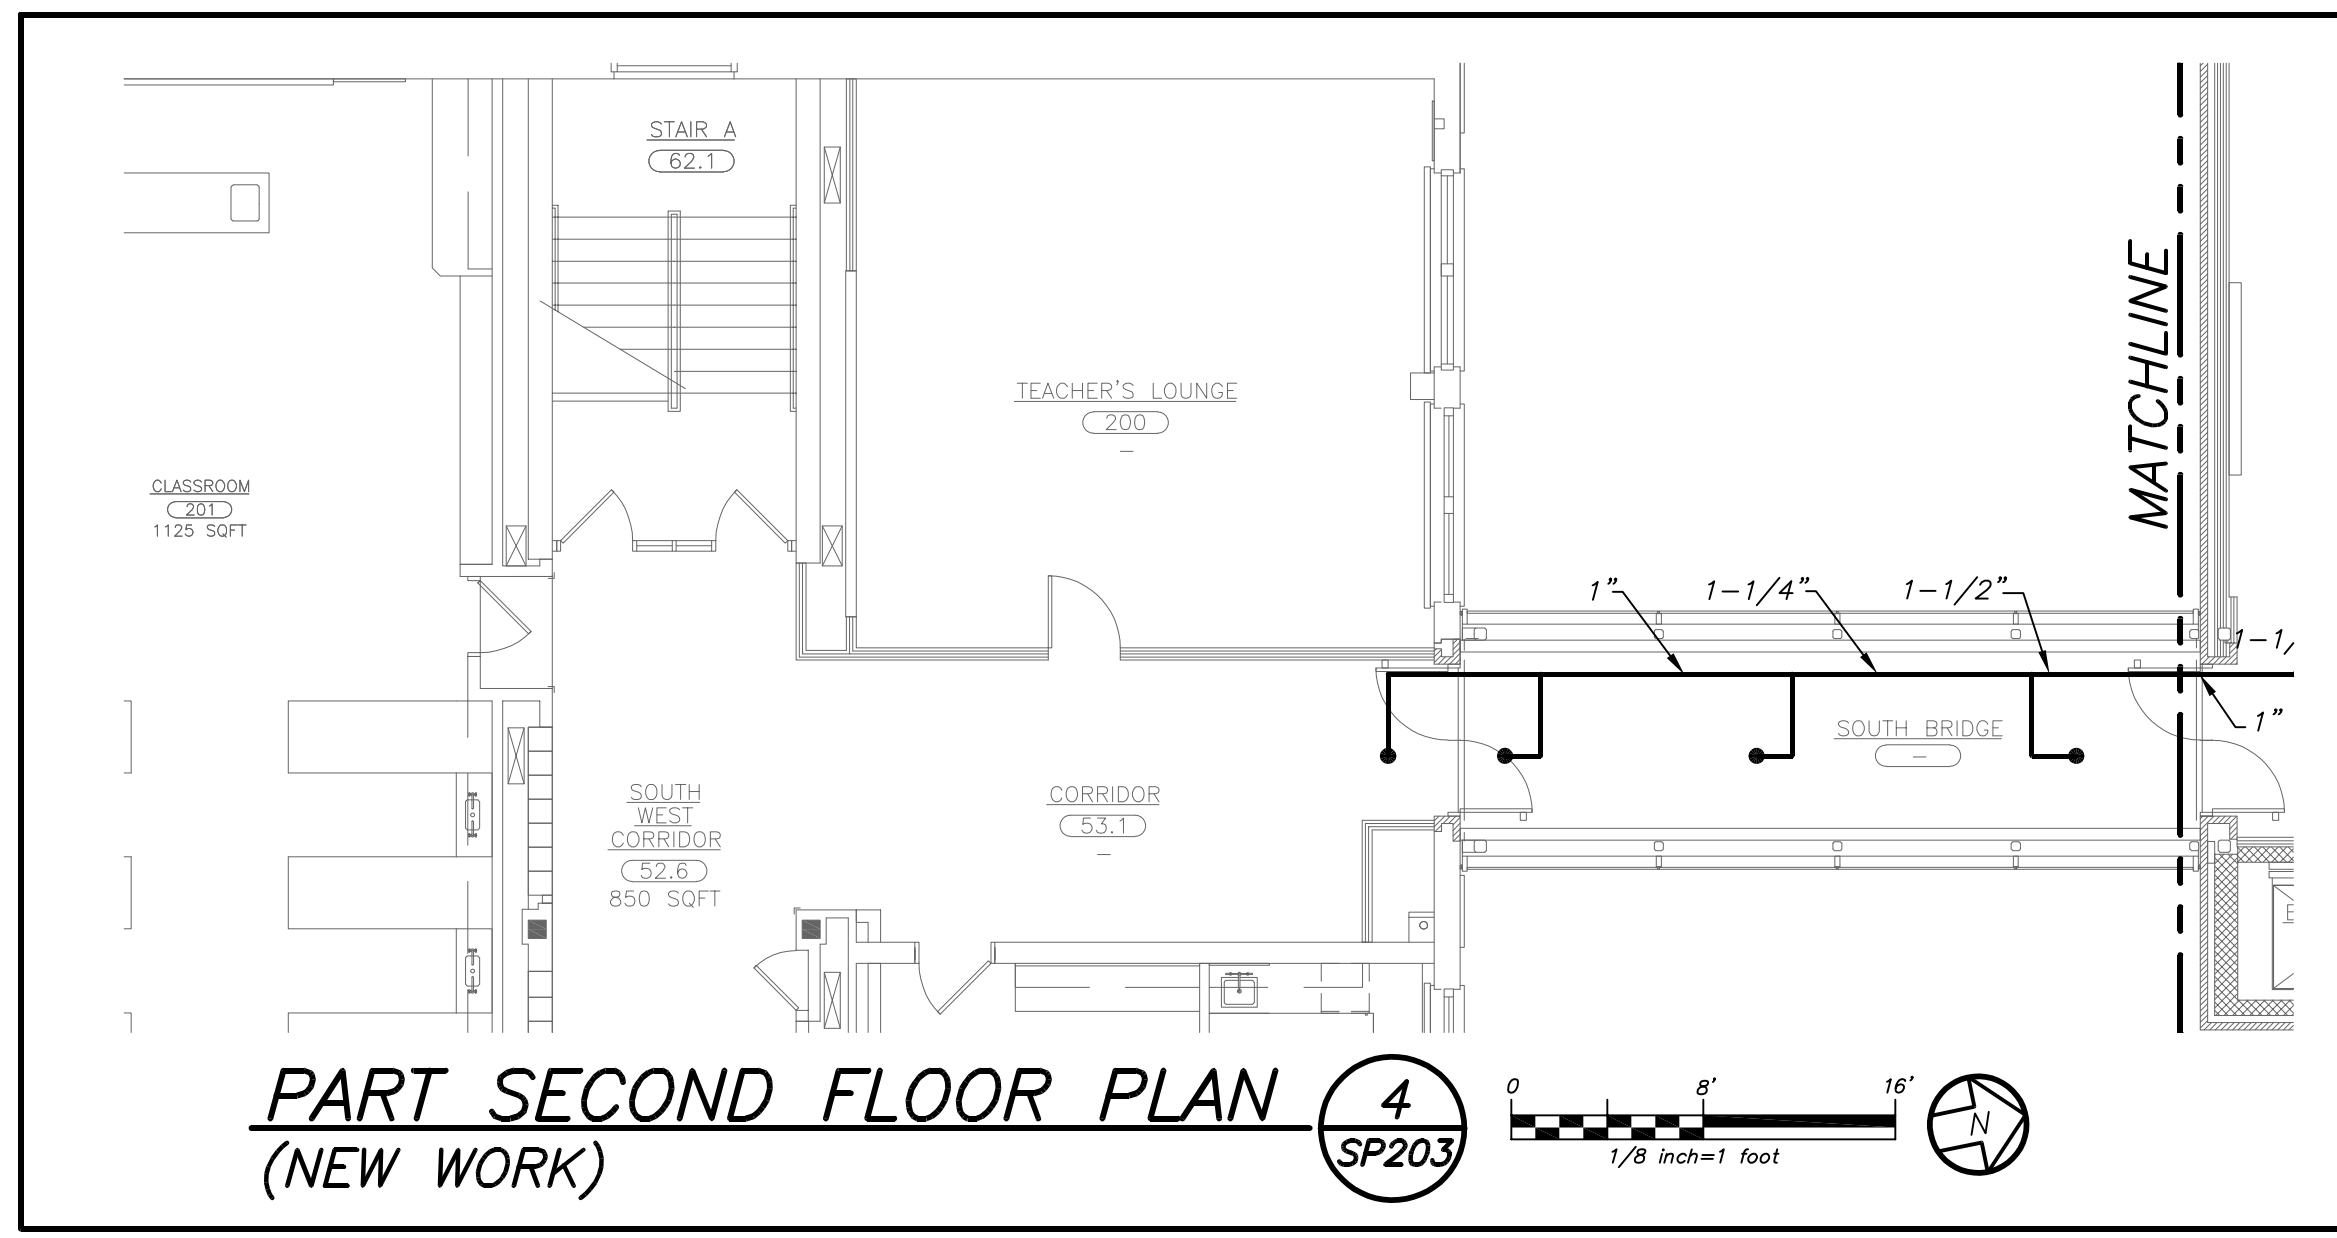 STAIR A
62.1
MATCHLINE
TEACHER'S LOUNGE
200
–
CLASSROOM
201
1125 SQFT
1"
1-1/4"
1-1/2"
1-1/
1"
SOUTH BRIDGE
–
SOUTH
WEST
CORRIDOR
52.6
850 SQFT
CORRIDOR
53.1
–
PART SECOND FLOOR PLAN
(NEW WORK)
4
SP203
0 8' 16'
1/8 inch=1 foot
N